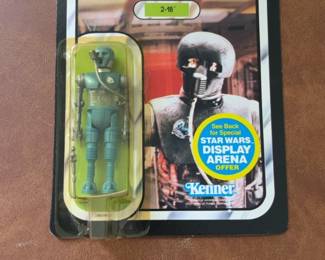 2-1B
See Back
for Special
STAR WARS
DISPLAY
ARENA
OFFER
Kenner